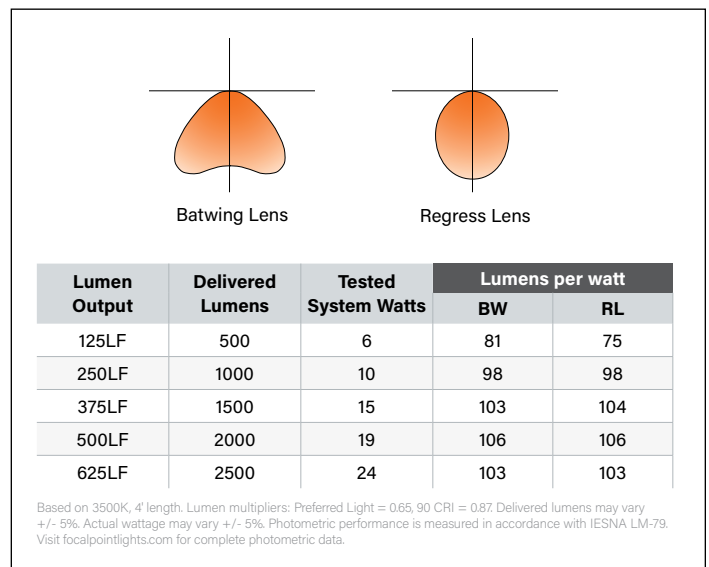 Batwing Lens
Regress Lens
Lumen Output
Delivered Lumens
Tested System Watts
Lumens per watt
BW
RL
125LF 500 6 81 75
250LF 1000 10 98 98
375LF 1500 15 103 104
500LF 2000 19 106 106
625LF 2500 24 103 103
Based on 3500K, 4' length. Lumen multipliers: Preferred Light = 0.65, 90 CRI = 0.87. Delivered lumens may vary
+/- 5%. Actual wattage may vary +/- 5%. Photometric performance is measured in accordance with IESNA LM-79.
Visit focalpointlights.com for complete photometric data.